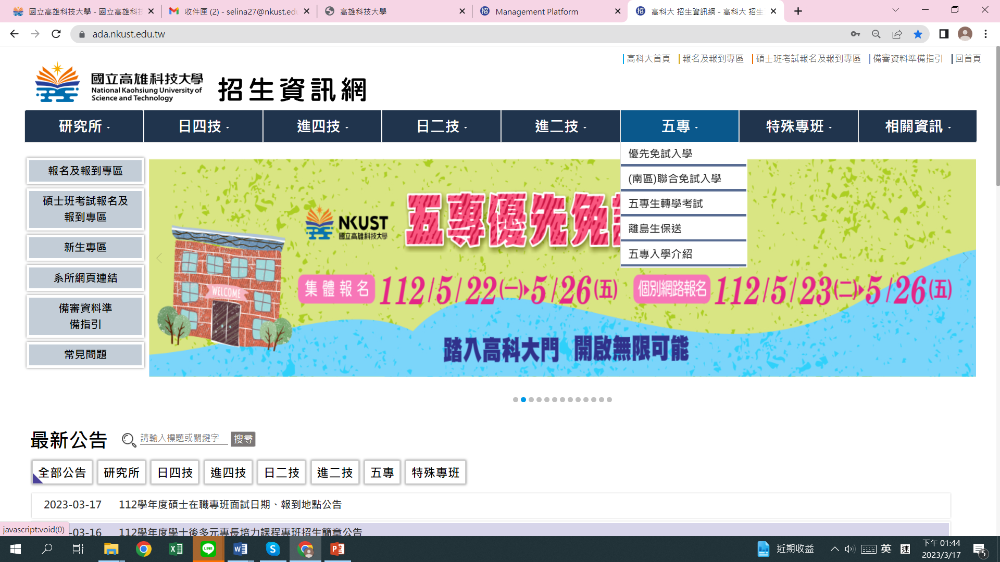 國立高雄科技大學 - 國立高雄科技
收件匣 (2) - selina27@nkust.edu
高雄科技大學
Management Platform
高科大 招生資訊網 - 高科大 招生
ada.nkust.edu.tw
高科大首頁 報名及報到專區 碩士班考試報名及報到專區 備審資料準備指引 回首頁
國立高雄科技大學
National Kaohsiung University of
Science and Technology
招生資訊網
研究所 日四技 進四技 日二技 進二技 五專 特殊專班 相關資訊
優先免試入學
(南區)聯合免試入學
五專生轉學考試
離島生保送
五專入學介紹
報名及報到專區
碩士班考試報名及
報到專區
新生專區
系所網頁連結
備審資料準
備指引
常見問題
NKUST
國立高雄科技大學
五專優先免試
WELCOME
集體報名 112/5/22(一)▸5/26(五) 個別網路報名 112/5/23(二)▸5/26(五)
踏入高科大門 開啟無限可能
最新公告 請輸入標題或關鍵字 搜尋
全部公告 研究所 日四技 進四技 日二技 進二技 五專 特殊專班
2023-03-17 112學年度碩士在職專班面試日期、報到地點公告
-03-16 112學年度學士後多元專長培力課程專班招生簡章公告
javascript:void(0)
近期收益
英
速
下午 01:44
2023/3/17
5